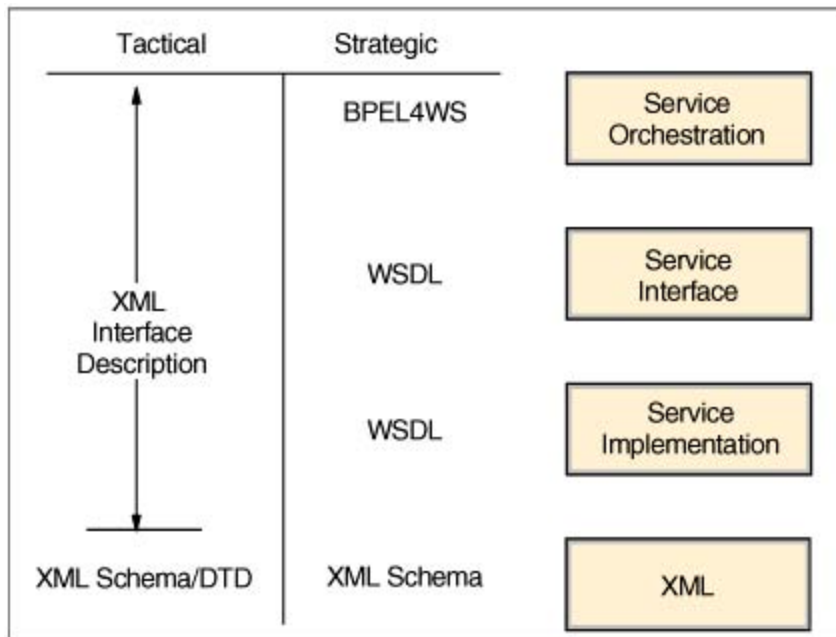 Tactical
Strategic
BPEL4WS
Service
Orchestration
XML
Interface
Description
WSDL
Service
Interface
WSDL
Service
Implementation
XML Schema/DTD
XML Schema
XML